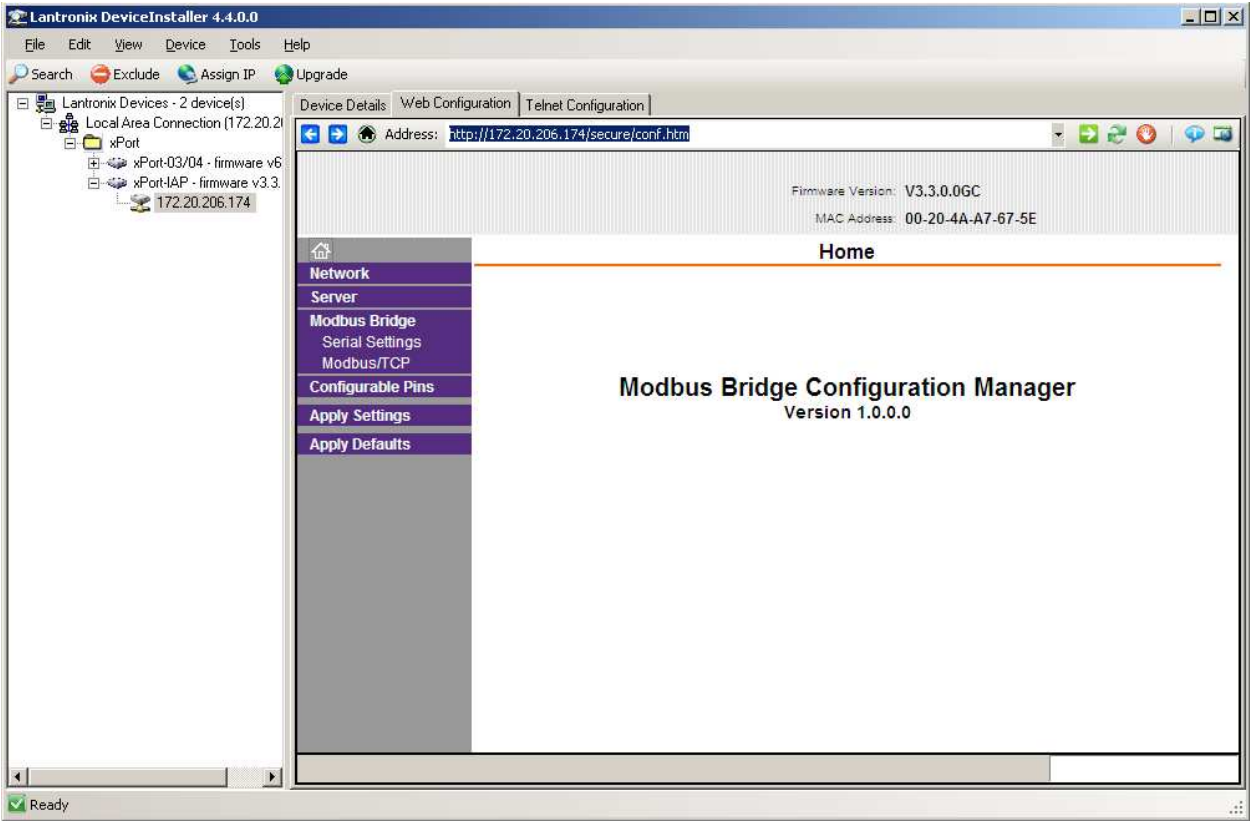 Lantronix DeviceInstaller 4.4.0.0
File Edit View Device Tools Help
Search Exclude Assign IP Upgrade
Lantronix Devices - 2 device(s)
Local Area Connection (172.20.20
xPort
xPort-03/04 - firmware v6
xPort-IAP - firmware v3.3.
172.20.206.174
Device Details Web Configuration Telnet Configuration
Address: http://172.20.206.174/secure/conf.htm
Firmware Version: V3.3.0.0GC
MAC Address: 00-20-4A-A7-67-5E
Home
Network
Server
Modbus Bridge
Serial Settings
Modbus/TCP
Configurable Pins
Apply Settings
Apply Defaults
Modbus Bridge Configuration Manager
Version 1.0.0.0
Ready